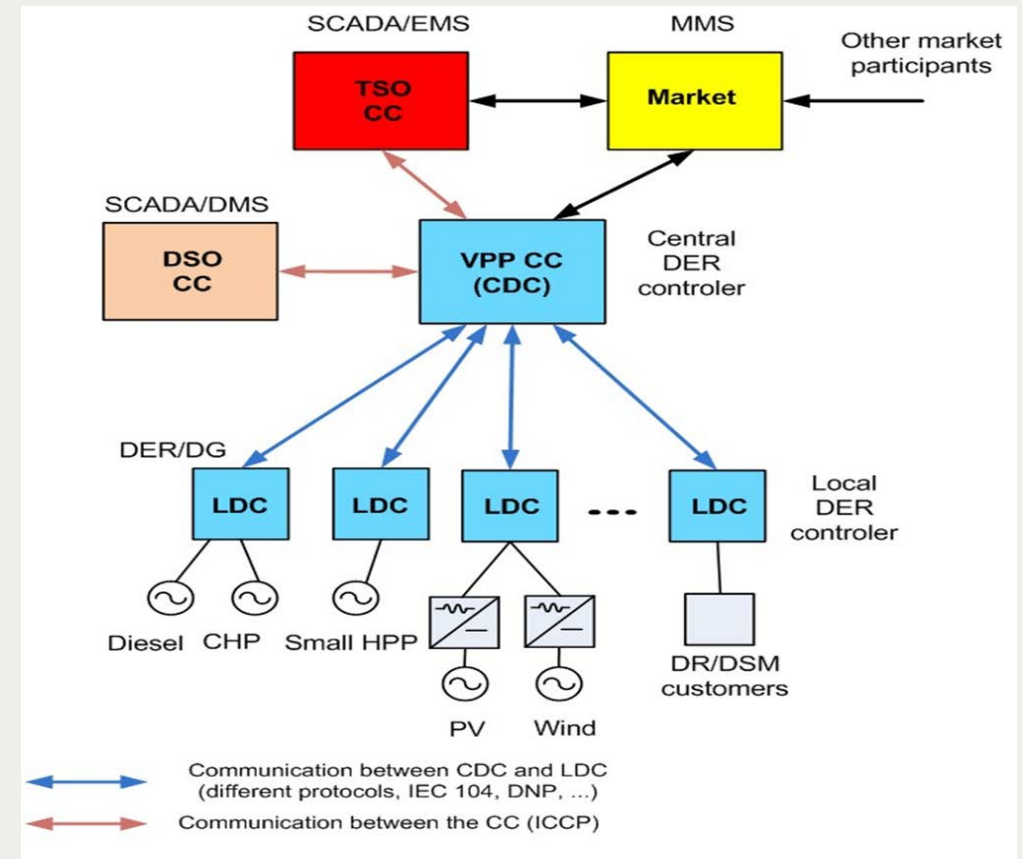 SCADA/EMS
MMS
Other market
participants
TSO
CC
Market
SCADA/DMS
DSO
CC
VPP CC
(CDC)
Central
DER
controler
DER/DG
LDC
LDC
LDC
...
LDC
Local
DER
controler
Diesel
CHP
Small HPP
PV
Wind
DR/DSM
customers
Communication between CDC and LDC
(different protocols, IEC 104, DNP, ...)
Communication between the CC (ICCP)